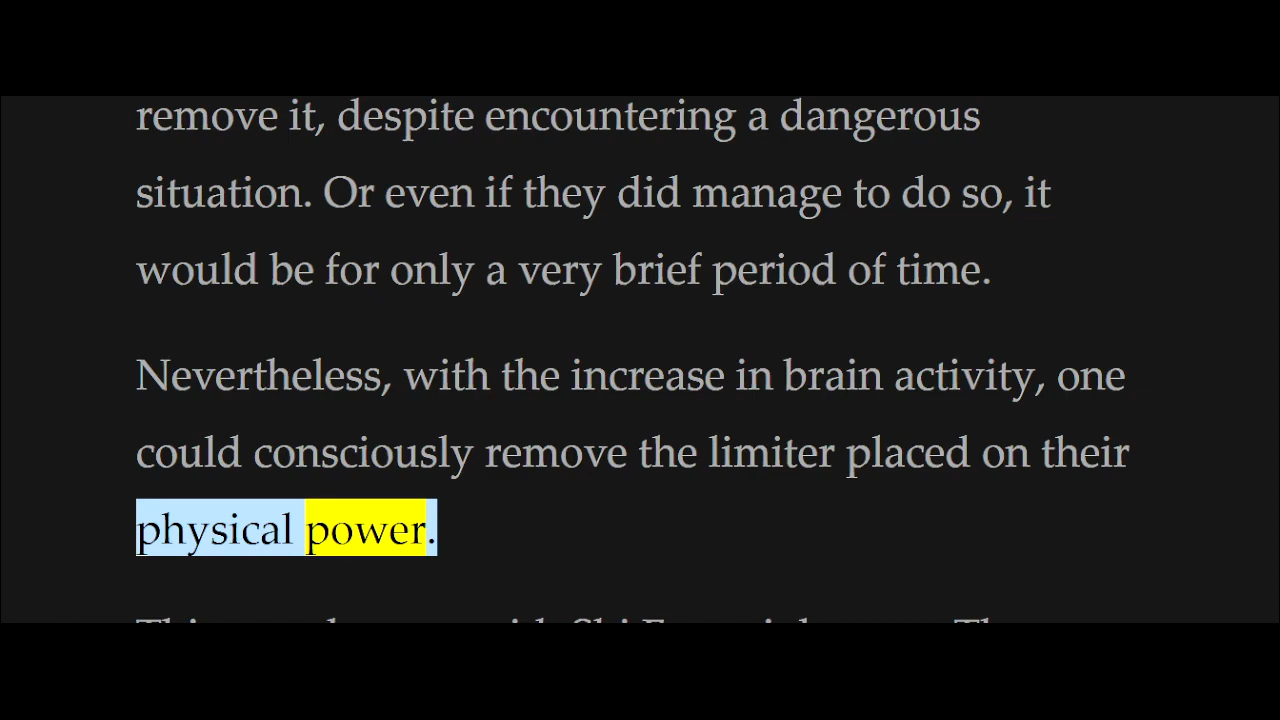 remove it, despite encountering a dangerous
situation. Or even if they did manage to do so, it
would be for only a very brief period of time.
Nevertheless, with the increase in brain activity, one
could consciously remove the limiter placed on their
physical power.